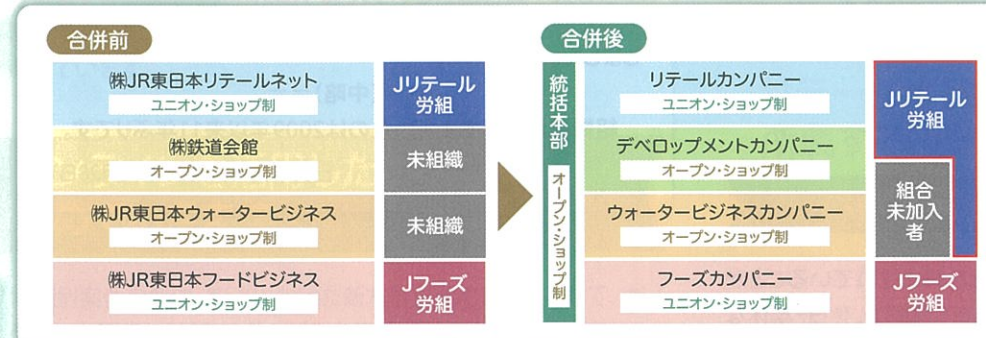 合併前
㈱JR東日本リテールネット
ユニオン・ショップ制
Jリテール
労組
㈱鉄道会館
オープン・ショップ制
未組織
㈱JR東日本ウォータービジネス
オープン・ショップ制
未組織
㈱JR東日本フードビジネス
ユニオン・ショップ制
Jフーズ
労組
合併後
統括本部
オープン・ショップ制
リテールカンパニー
ユニオン・ショップ制
Jリテール
労組
デベロップメントカンパニー
オープン・ショップ制
ウォータービジネスカンパニー
オープン・ショップ制
組合
未加入
者
フーズカンパニー
ユニオン・ショップ制
Jフーズ
労組